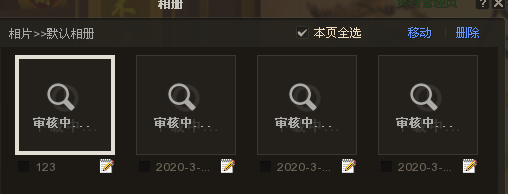 相册
? ×
相片>>默认相册
✓ 本页全选 移动 删除
审核中... 审核中... 审核中... 审核中...
123 2020-3-... 2020-3-... 2020-3-...